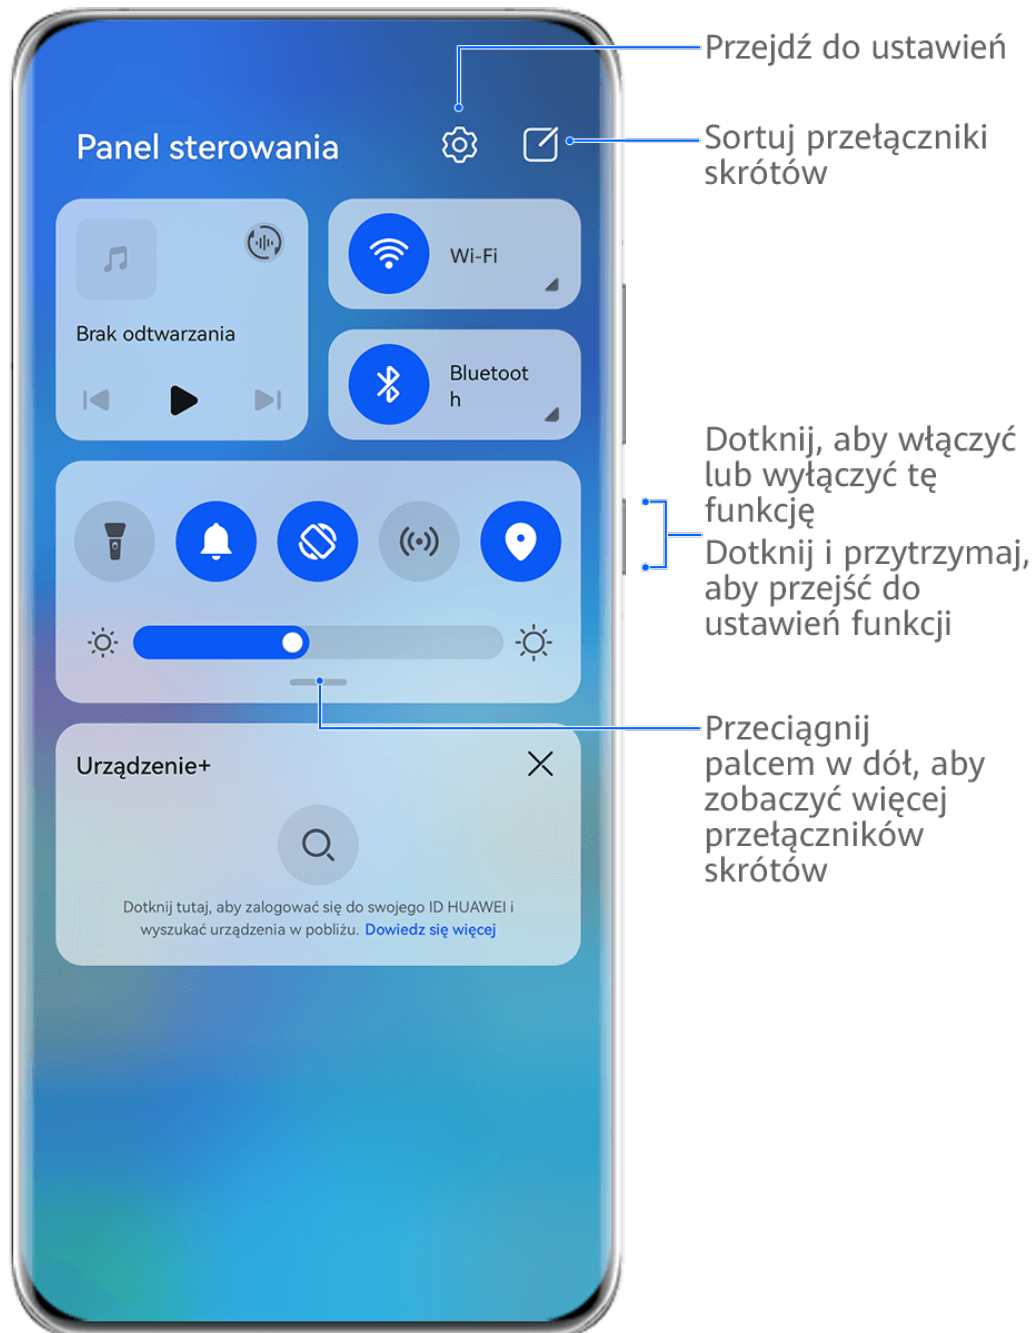 Przejdź do ustawień
Sortuj przełączniki
skrótów
Panel sterowania
Wi-Fi
Brak odtwarzania
Bluetoot
h
Dotknij, aby włączyć
lub wyłączyć tę
funkcję
Dotknij i przytrzymaj,
aby przejść do
ustawień funkcji
Przeciągnij
palcem w dół, aby
zobaczyć więcej
przełączników
skrótów
Urządzenie+
Dotknij tutaj, aby zalogować się do swojego ID HUAWEI i
wyszukać urządzenia w pobliżu. Dowiedz się więcej